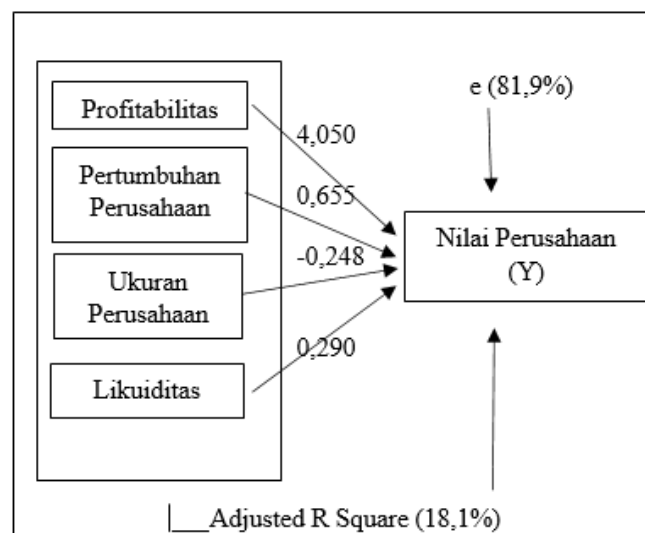 Profitabilitas
e (81,9%)
4,050
Pertumbuhan
Perusahaan
0,655
Nilai Perusahaan
(Y)
-0,248
Ukuran
Perusahaan
0,290
Likuiditas
Adjusted R Square (18,1%)